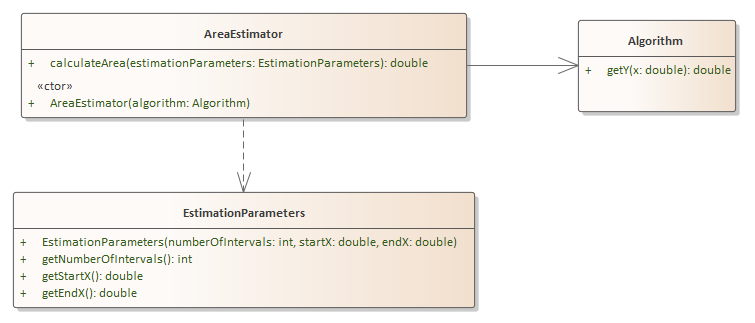 AreaEstimator
+ calculateArea(estimationParameters: EstimationParameters): double
«ctor»
+ AreaEstimator(algorithm: Algorithm)
Algorithm
+ getY(x: double): double
EstimationParameters
+ EstimationParameters(numberOfIntervals: int, startX: double, endX: double)
+ getNumberOfIntervals(): int
+ getStartX(): double
+ getEndX(): double